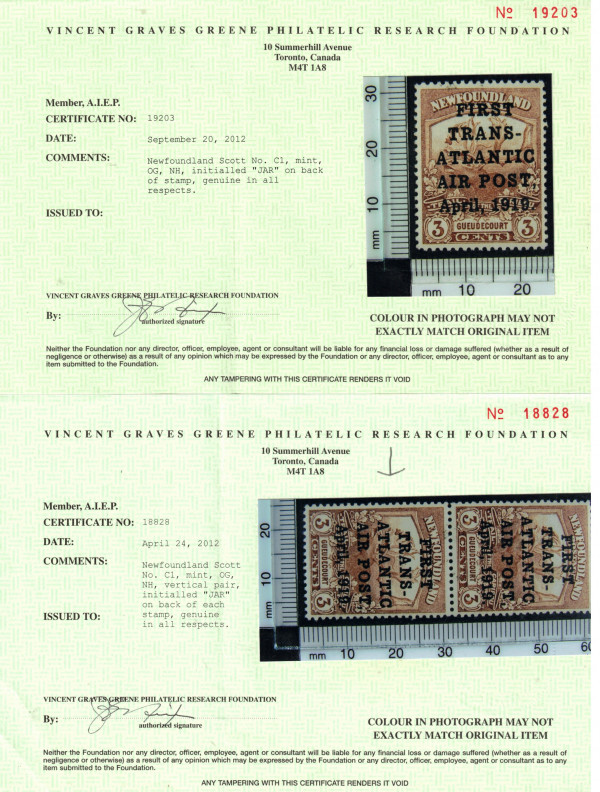 № 19203
VINCENT GRAVES GREENE PHILATELIC RESEARCH FOUNDATION
10 Summerhill Avenue
Toronto, Canada
M4T 1A8
Member, A.I.E.P.
CERTIFICATE NO: 19203
DATE: September 20, 2012
COMMENTS: Newfoundland Scott No. C1, mint,
OG, NH, initialled "JAR" on back
of stamp, genuine in all
respects.
ISSUED TO:
30
20
10
mm
NEWFOUNDLAND
FIRST
TRANS-
ATLANTIC
AIR POST,
April, 1919.
GUEUDECOURT
3 CENTS 3
mm 10 20
VINCENT GRAVES GREENE PHILATELIC RESEARCH FOUNDATION
By:
authorized signature
COLOUR IN PHOTOGRAPH MAY NOT
EXACTLY MATCH ORIGINAL ITEM
Neither the Foundation nor any director, officer, employee, agent or consultant will be liable for any financial loss or damage suffered (whether as a result of
negligence or otherwise) as a result of any opinion which may be expressed by the Foundation or any director, officer, employee, agent or consultant as to any
item submitted to the Foundation.
ANY TAMPERING WITH THIS CERTIFICATE RENDERS IT VOID
№ 18828
VINCENT GRAVES GREENE PHILATELIC RESEARCH FOUNDATION
10 Summerhill Avenue
Toronto, Canada
M4T 1A8
Member, A.I.E.P.
CERTIFICATE NO: 18828
DATE: April 24, 2012
COMMENTS: Newfoundland Scott
No. C1, mint, OG,
NH, vertical pair,
initialled "JAR"
on back of each
ISSUED TO: stamp, genuine
in all respects.
20
10
mm
NEWFOUNDLAND
FIRST
TRANS-
ATLANTIC
AIR POST,
April, 1919.
GUEUDECOURT
3 CENTS 3
NEWFOUNDLAND
FIRST
TRANS-
ATLANTIC
AIR POST
April, 1919.
GUEUDECOURT
3 CENTS 3
mm 10 20 30 40 50 60
VINCENT GRAVES GREENE PHILATELIC RESEARCH FOUNDATION
By:
authorized signature
COLOUR IN PHOTOGRAPH MAY NOT
EXACTLY MATCH ORIGINAL ITEM
Neither the Foundation nor any director, officer, employee, agent or consultant will be liable for any financial loss or damage suffered (whether as a result of
negligence or otherwise) as a result of any opinion which may be expressed by the Foundation or any director, officer, employee, agent or consultant as to any
item submitted to the Foundation.
ANY TAMPERING WITH THIS CERTIFICATE RENDERS IT VOID